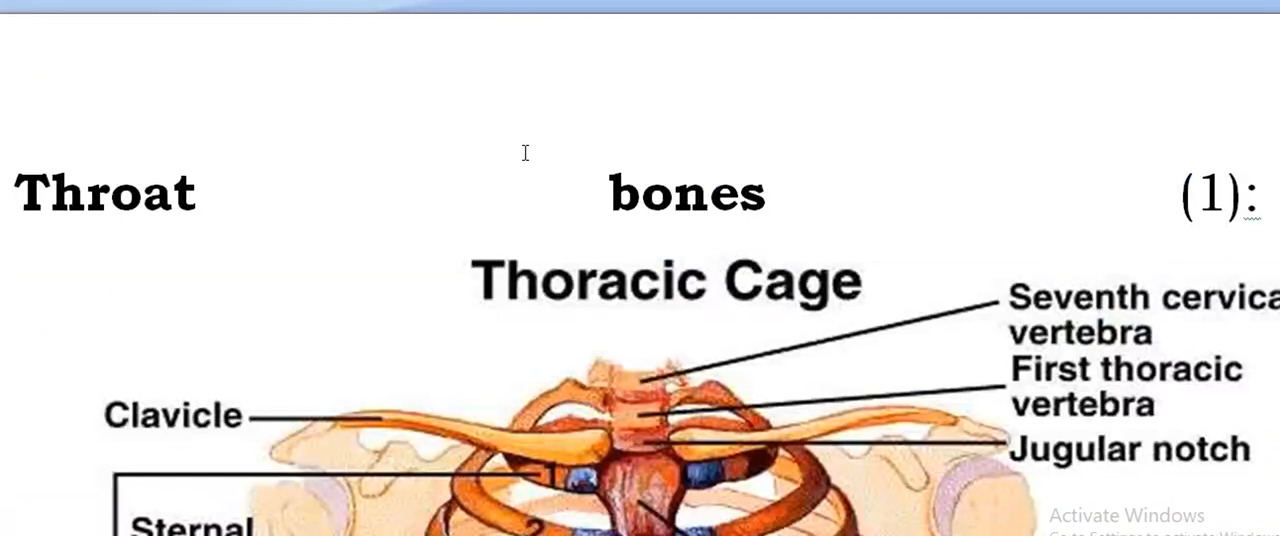 Throat bones (1):
Thoracic Cage
Seventh cervica
vertebra
First thoracic
vertebra
Clavicle
Jugular notch
Sternal
Activate Windows